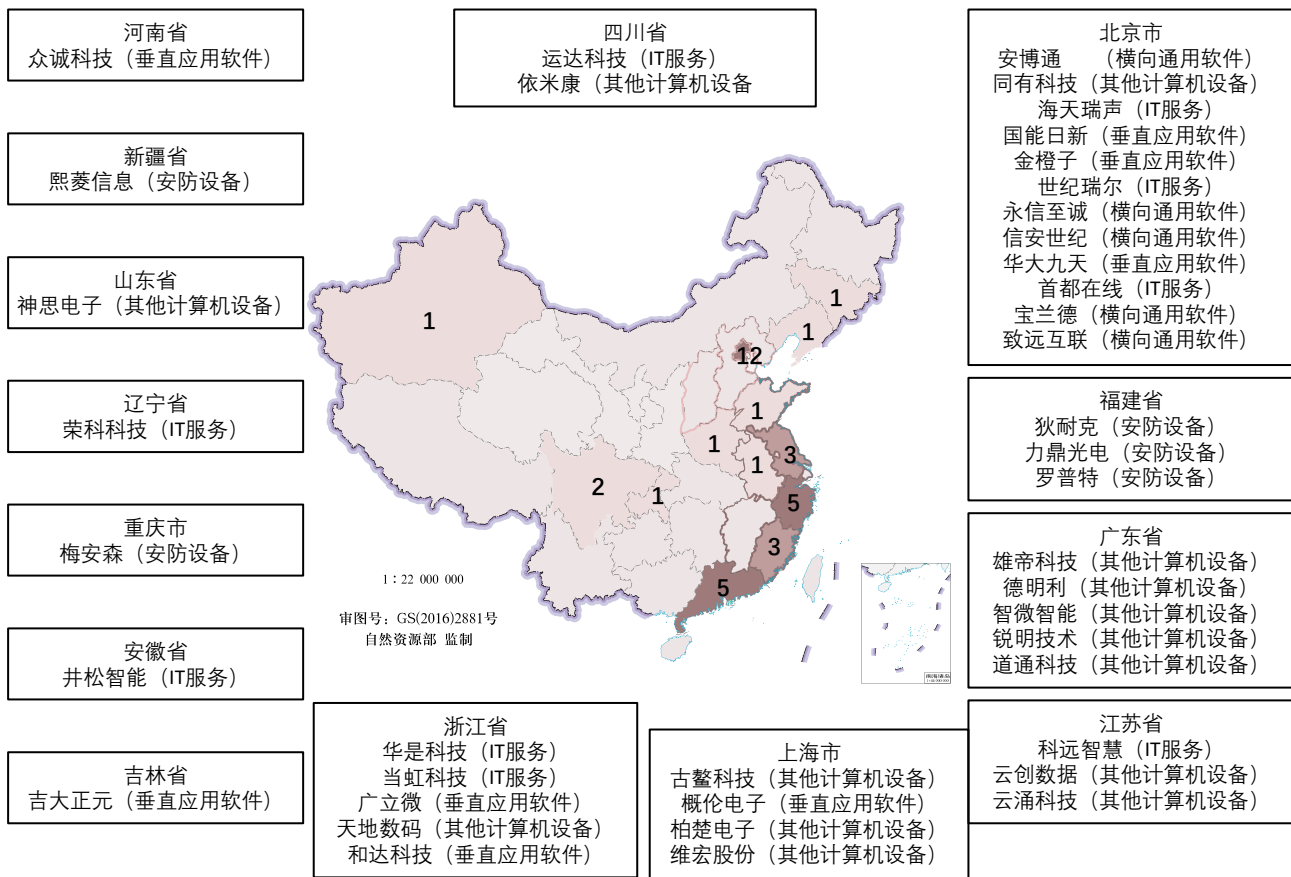 河南省
众诚科技（垂直应用软件）
四川省
运达科技（IT服务）
依米康（其他计算机设备
北京市
安博通　（横向通用软件）
同有科技（其他计算机设备）
海天瑞声（IT服务）
国能日新（垂直应用软件）
金橙子（垂直应用软件）
世纪瑞尔（IT服务）
永信至诚（横向通用软件）
信安世纪（横向通用软件）
华大九天（垂直应用软件）
首都在线（IT服务）
宝兰德（横向通用软件）
致远互联（横向通用软件）
新疆省
熙菱信息（安防设备）
山东省
神思电子（其他计算机设备）
辽宁省
荣科科技（IT服务）
重庆市
梅安森（安防设备）
安徽省
井松智能（IT服务）
吉林省
吉大正元（垂直应用软件）
1
1
1
12
1
1
1
3
2
1
5
3
5
1：22 000 000
审图号：GS(2016)2881号
自然资源部 监制
福建省
狄耐克（安防设备）
力鼎光电（安防设备）
罗普特（安防设备）
广东省
雄帝科技（其他计算机设备）
德明利（其他计算机设备）
智微智能（其他计算机设备）
锐明技术（其他计算机设备）
道通科技（其他计算机设备）
浙江省
华是科技（IT服务）
当虹科技（IT服务）
广立微（垂直应用软件）
天地数码（其他计算机设备）
和达科技（垂直应用软件）
上海市
古鳌科技（其他计算机设备）
概伦电子（垂直应用软件）
柏楚电子（其他计算机设备）
维宏股份（其他计算机设备）
江苏省
科远智慧（IT服务）
云创数据（其他计算机设备）
云涌科技（其他计算机设备）